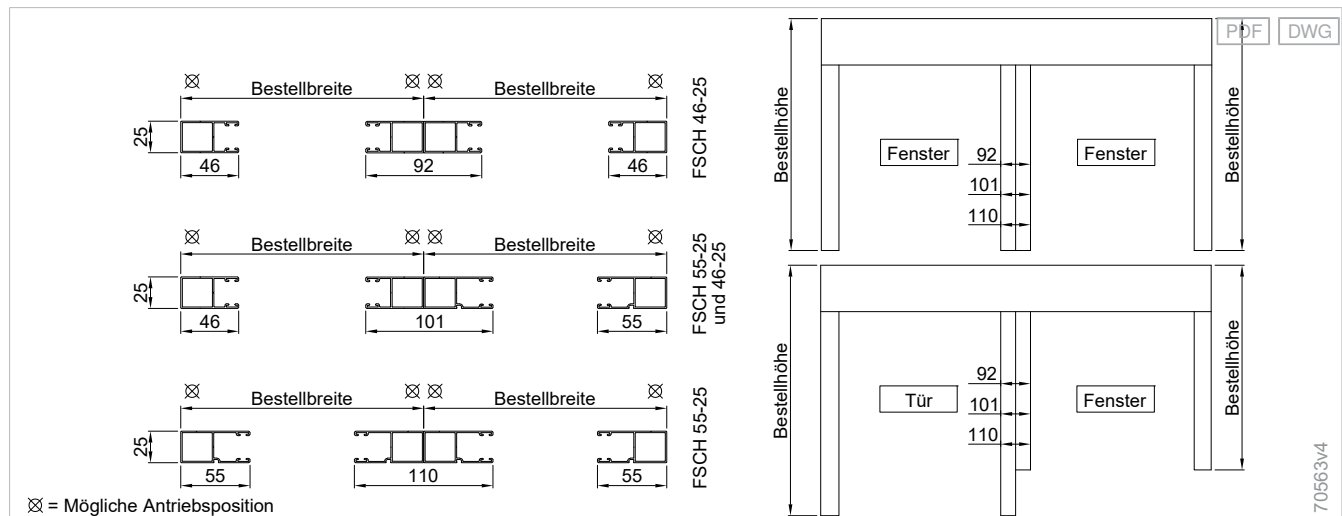 PDF DWG
Bestellbreite Bestellbreite
25
46 92 46
FSCH 46-25
Bestellbreite Bestellbreite
25
46 101 55
FSCH 55-25
und 46-25
Bestellbreite Bestellbreite
25
55 110 55
FSCH 55-25
= Mögliche Antriebsposition
Bestellhöhe
Fenster
92
101
110
Fenster
Bestellhöhe
Bestellhöhe
Tür
92
101
110
Fenster
Bestellhöhe
70563v4